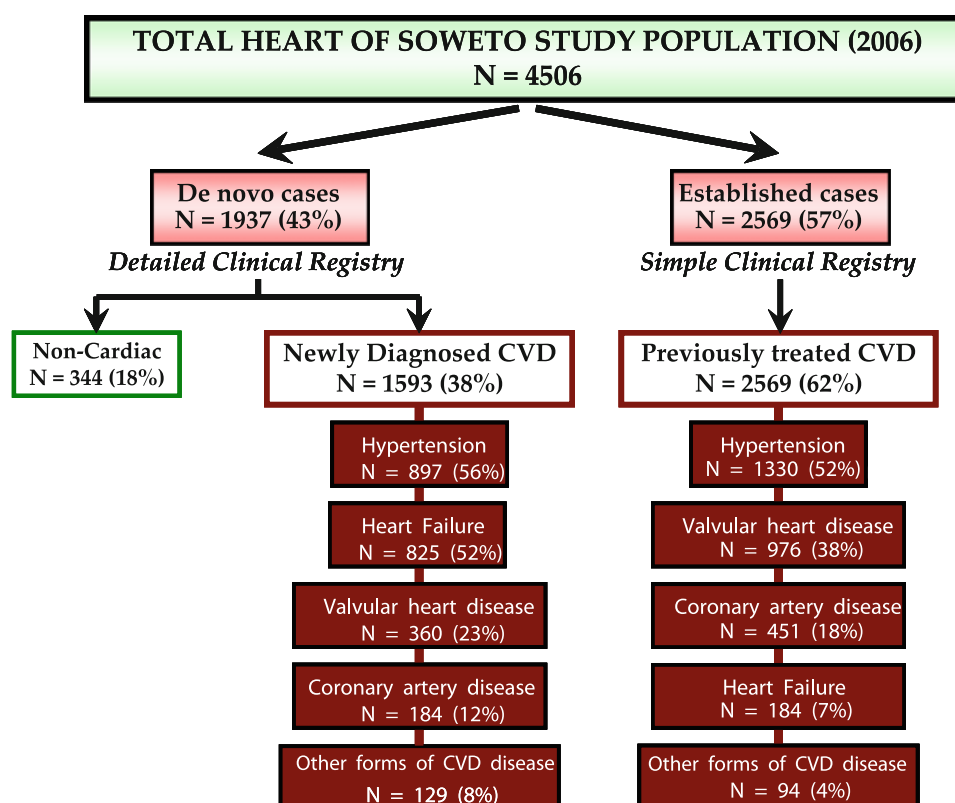 TOTAL HEART OF SOWETO STUDY POPULATION (2006)
N = 4506
De novo cases
N = 1937 (43%)
Detailed Clinical Registry
Established cases
N = 2569 (57%)
Simple Clinical Registry
Non-Cardiac
N = 344 (18%)
Newly Diagnosed CVD
N = 1593 (38%)
Previously treated CVD
N = 2569 (62%)
Hypertension
N = 897 (56%)
Heart Failure
N = 825 (52%)
Valvular heart disease
N = 360 (23%)
Coronary artery disease
N = 184 (12%)
Other forms of CVD disease
N = 129 (8%)
Hypertension
N = 1330 (52%)
Valvular heart disease
N = 976 (38%)
Coronary artery disease
N = 451 (18%)
Heart Failure
N = 184 (7%)
Other forms of CVD disease
N = 94 (4%)